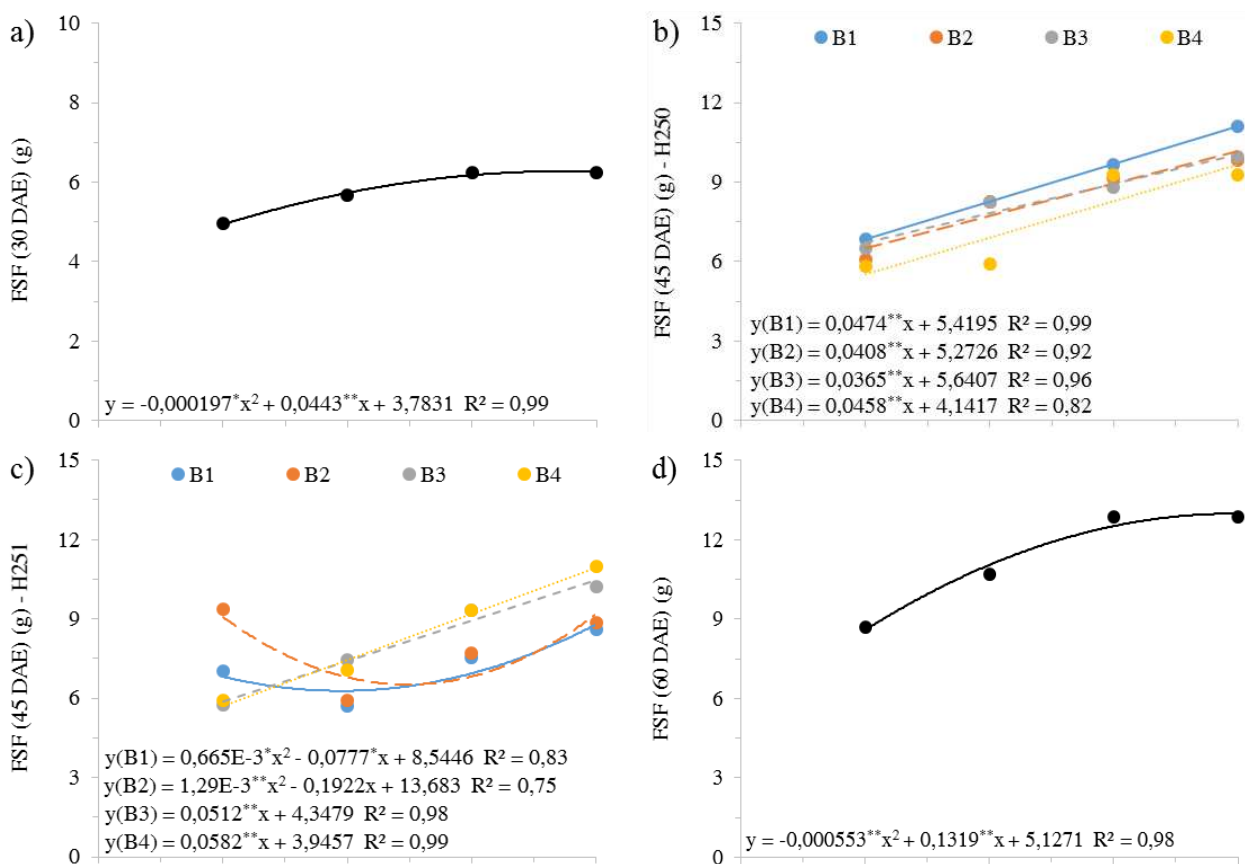 a)
FSF (30 DAE) (g)
10
8
6
4
2
0
y = -0,000197*x² + 0,0443**x + 3,7831 R² = 0,99
b)
FSF (45 DAE) (g) - H250
B1 B2 B3 B4
15
12
9
6
3
0
y(B1) = 0,0474**x + 5,4195 R² = 0,99
y(B2) = 0,0408**x + 5,2726 R² = 0,92
y(B3) = 0,0365**x + 5,6407 R² = 0,96
y(B4) = 0,0458**x + 4,1417 R² = 0,82
c)
FSF (45 DAE) (g) - H251
B1 B2 B3 B4
15
12
9
6
3
0
y(B1) = 0,665E-3*x² - 0,0777*x + 8,5446 R² = 0,83
y(B2) = 1,29E-3**x² - 0,1922x + 13,683 R² = 0,75
y(B3) = 0,0512**x + 4,3479 R² = 0,98
y(B4) = 0,0582**x + 3,9457 R² = 0,99
d)
FSF (60 DAE) (g)
15
12
9
6
3
0
y = -0,000553**x² + 0,1319**x + 5,1271 R² = 0,98